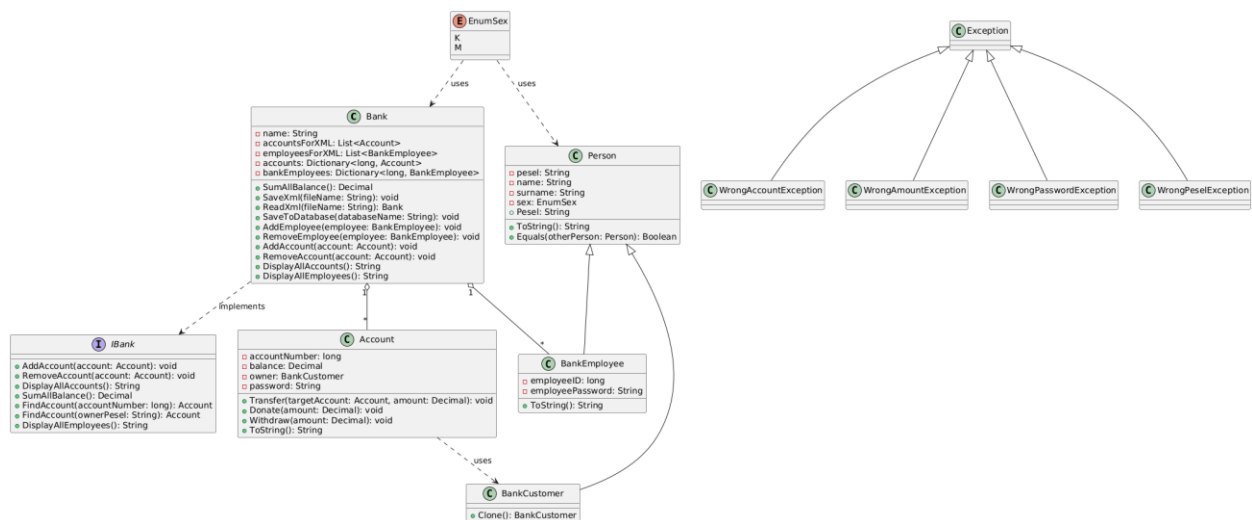 E EnumSex
K
M
uses
uses
C Bank
name: String
accountsForXML: List<Account>
employeesForXML: List<BankEmployee>
accounts: Dictionary<long, Account>
bankEmployees: Dictionary<long, BankEmployee>
SumAllBalance(): Decimal
SaveXml(fileName: String): void
ReadXml(fileName: String): Bank
SaveToDatabase(databaseName: String): void
AddEmployee(employee: BankEmployee): void
RemoveEmployee(employee: BankEmployee): void
AddAccount(account: Account): void
RemoveAccount(account: Account): void
DisplayAllAccounts(): String
DisplayAllEmployees(): String
C Person
pesel: String
name: String
surname: String
sex: EnumSex
Pesel: String
ToString(): String
Equals(otherPerson: Person): Boolean
C Exception
C WrongAccountException
C WrongAmountException
C WrongPasswordException
C WrongPeselException
implements
1
*
1
*
I IBank
AddAccount(account: Account): void
RemoveAccount(account: Account): void
DisplayAllAccounts(): String
SumAllBalance(): Decimal
FindAccount(accountNumber: long): Account
FindAccount(ownerPesel: String): Account
DisplayAllEmployees(): String
C Account
accountNumber: long
balance: Decimal
owner: BankCustomer
password: String
Transfer(targetAccount: Account, amount: Decimal): void
Donate(amount: Decimal): void
Withdraw(amount: Decimal): void
ToString(): String
C BankEmployee
employeeID: long
employeePassword: String
ToString(): String
uses
C BankCustomer
Clone(): BankCustomer